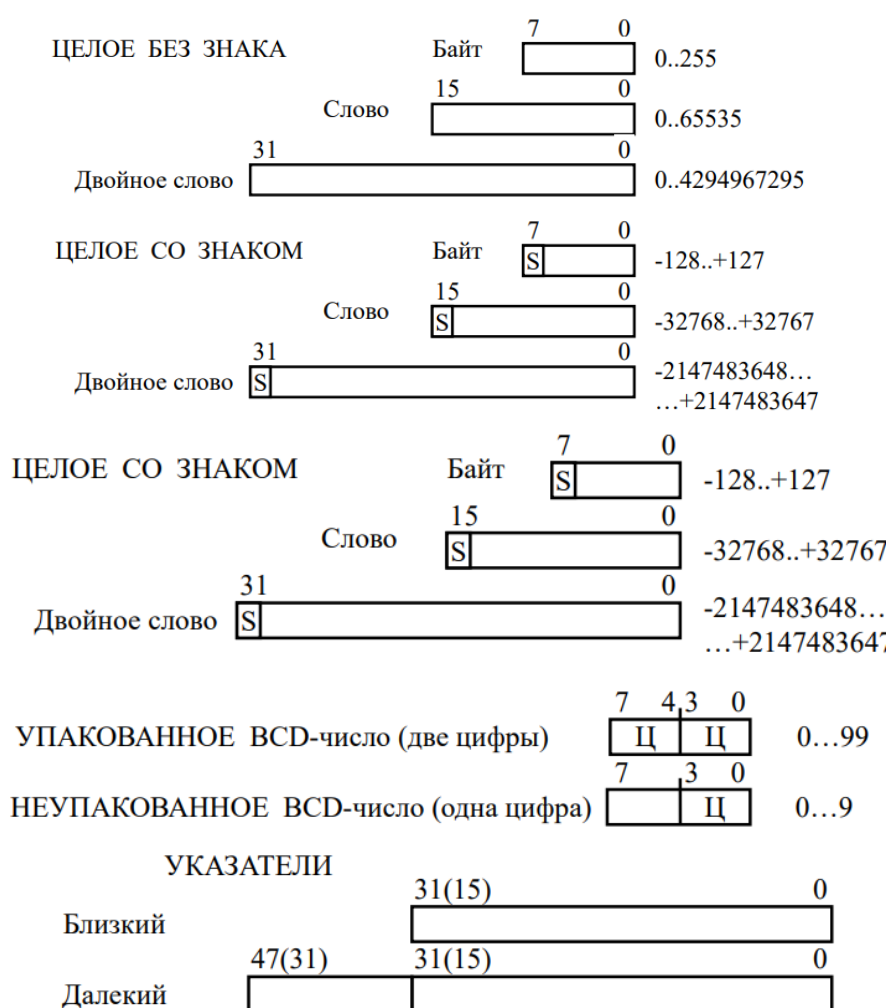 7 0
ЦЕЛОЕ БЕЗ ЗНАКА Байт 0..255
15 0
Слово 0..65535
31 0
Двойное слово 0..4294967295
7 0
ЦЕЛОЕ СО ЗНАКОМ Байт S -128..+127
15 0
Слово S -32768..+32767
31 0
Двойное слово S -2147483648…
…+2147483647
7 0
ЦЕЛОЕ СО ЗНАКОМ Байт S -128..+127
15 0
Слово S -32768..+32767
31 0
Двойное слово S -2147483648…
…+2147483647
7 4 3 0
УПАКОВАННОЕ BCD-число (две цифры) Ц Ц 0…99
7 3 0
НЕУПАКОВАННОЕ BCD-число (одна цифра) Ц 0…9
УКАЗАТЕЛИ
31(15) 0
Близкий
47(31) 31(15) 0
Далекий